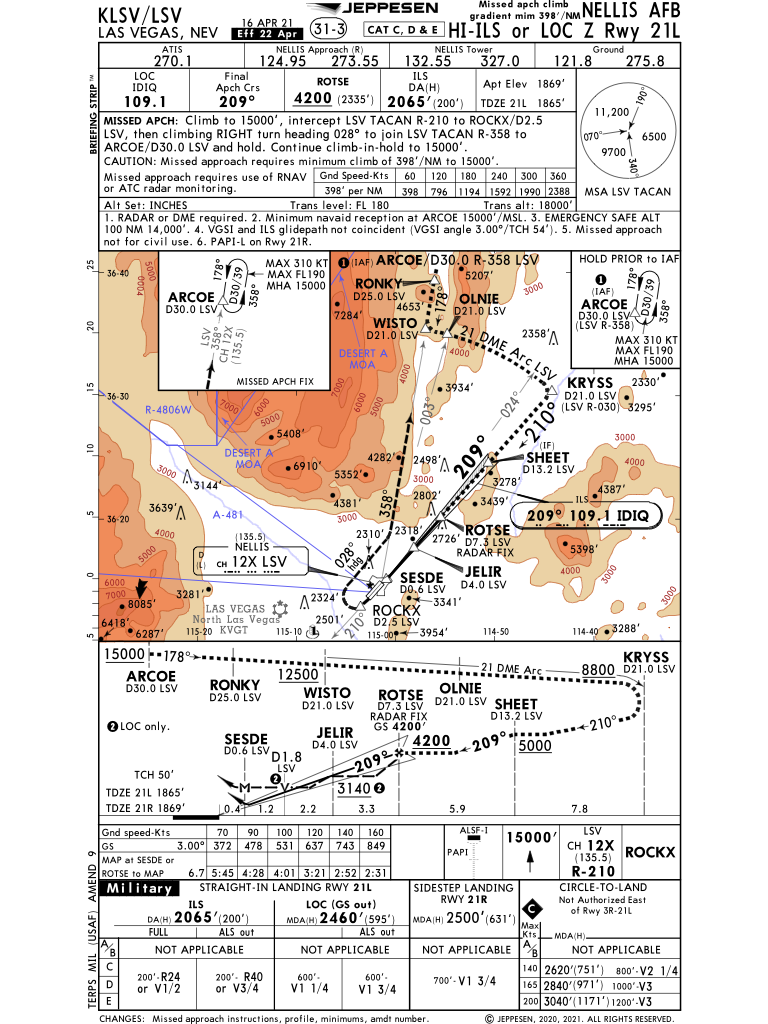 KLSV/LSV
LAS VEGAS, NEV
16 APR 21
Eff 22 Apr
JEPPESEN
31-3
CAT C, D & E
Missed apch climb
gradient mim 398'/NM
NELLIS AFB
HI-ILS or LOC Z Rwy 21L
ATIS
270.1
NELLIS Approach (R)
124.95 273.55
NELLIS Tower
132.55 327.0
Ground
121.8 275.8
BRIEFING STRIP™
LOC
IDIQ
109.1
Final
Apch Crs
209°
ROTSE
4200 (2335')
ILS
DA(H)
2065' (200')
Apt Elev 1869'
TDZE 21L 1865'
MISSED APCH: Climb to 15000', intercept LSV TACAN R-210 to ROCKX/D2.5
LSV, then climbing RIGHT turn heading 028° to join LSV TACAN R-358 to
ARCOE/D30.0 LSV and hold. Continue climb-in-hold to 15000'.
CAUTION: Missed approach requires minimum climb of 398'/NM to 15000'.
Missed approach requires use of RNAV
or ATC radar monitoring.
Gnd Speed-Kts 60 120 180 240 300 360
398' per NM 398 796 1194 1592 1990 2388
11,200
190°
070°
6500
9700
340°
MSA LSV TACAN
Alt Set: INCHES Trans level: FL 180 Trans alt: 18000'
1. RADAR or DME required. 2. Minimum navaid reception at ARCOE 15000'/MSL. 3. EMERGENCY SAFE ALT
100 NM 14,000'. 4. VGSI and ILS glidepath not coincident (VGSI angle 3.00°/TCH 54'). 5. Missed approach
not for civil use. 6. PAPI-L on Rwy 21R.
25
20
15
10
5
0
5
36-40
36-30
36-20
5000
4000
178°
D30/39
358°
MAX 310 KT
MAX FL190
MHA 15000
ARCOE
D30.0 LSV
LSV
358°
CH 12X
(135.5)
MISSED APCH FIX
1 (IAF) ARCOE/D30.0 R-358 LSV
5207'
RONKY
D25.0 LSV
178°
4653'
OLNIE
D21.0 LSV
WISTO
D21.0 LSV
7284'
3000
HOLD PRIOR to IAF
1
(IAF)
ARCOE
D30.0 LSV
(LSV R-358)
178°
D30/39
358°
MAX 310 KT
MAX FL190
MHA 15000
21 DME Arc LSV
2358'
DESERT A
MOA
4000
7000
4000
3934'
003°
024°
210°
KRYSS
D21.0 LSV
(LSV R-030)
2330'
3295'
R-4806W
7000
6000
5000
5408'
DESERT A
MOA
6910'
5352'
4282'
4381'
3000
2498'
2802'
209°
(IF)
SHEET
D13.2 LSV
3278'
3439'
3000
4000
4387'
ILS
209° 109.1 IDIQ
3000
3144'
3639'
A-481
358°
2310'
2318'
2726'
ROTSE
D7.3 LSV
RADAR FIX
5398'
4000
3000
5000
4000
(135.5)
NELLIS
D
(L) CH 12X LSV
028°
hdg
JELIR
D4.0 LSV
SESDE
D0.6 LSV
3341'
6000
7000
8085'
3281'
6418'
6287'
LAS VEGAS
North Las Vegas
KVGT
2324'
2501'
ROCKX
D2.5 LSV
210°
3954'
3288'
3000
115-20
115-10
115-00
114-50
114-40
15000
178°
21 DME Arc
8800
KRYSS
D21.0 LSV
ARCOE
D30.0 LSV
RONKY
D25.0 LSV
12500
WISTO
D21.0 LSV
ROTSE
D7.3 LSV
RADAR FIX
GS 4200'
OLNIE
D21.0 LSV
SHEET
D13.2 LSV
210°
2 LOC only.
SESDE
D0.6 LSV
JELIR
D4.0 LSV
D1.8
LSV
4200
209°
5000
209°
TCH 50'
M
2
V
3140 2
TDZE 21L 1865'
TDZE 21R 1869'
0.4 1.2 2.2 3.3 5.9 7.8
Gnd speed-Kts 70 90 100 120 140 160
GS 3.00° 372 478 531 637 743 849
MAP at SESDE or
ROTSE to MAP 6.7 5:45 4:28 4:01 3:21 2:52 2:31
ALSF-I
PAPI
15000'
LSV
CH 12X
(135.5)
R-210
ROCKX
TERPS MIL (USAF) AMEND 9
Military
STRAIGHT-IN LANDING RWY 21L
SIDESTEP LANDING
RWY 21R
CIRCLE-TO-LAND
Not Authorized East
of Rwy 3R-21L
ILS
DA(H) 2065' (200')
LOC (GS out)
MDA(H) 2460' (595')
MDA(H) 2500' (631')
C
Max
Kts
MDA(H)
FULL
ALS out
ALS out
A/B
NOT APPLICABLE
NOT APPLICABLE
NOT APPLICABLE
A/B
NOT APPLICABLE
C
D
E
200'-R24
or V1/2
200'-R40
or V3/4
600'-
V1 1/4
600'-
V1 3/4
700'-V1 3/4
140 2620' (751') 800'-V2 1/4
165 2840' (971') 1000'-V3
200 3040' (1171') 1200'-V3
CHANGES: Missed approach instructions, profile, minimums, amdt number.
© JEPPESEN, 2020, 2021. ALL RIGHTS RESERVED.